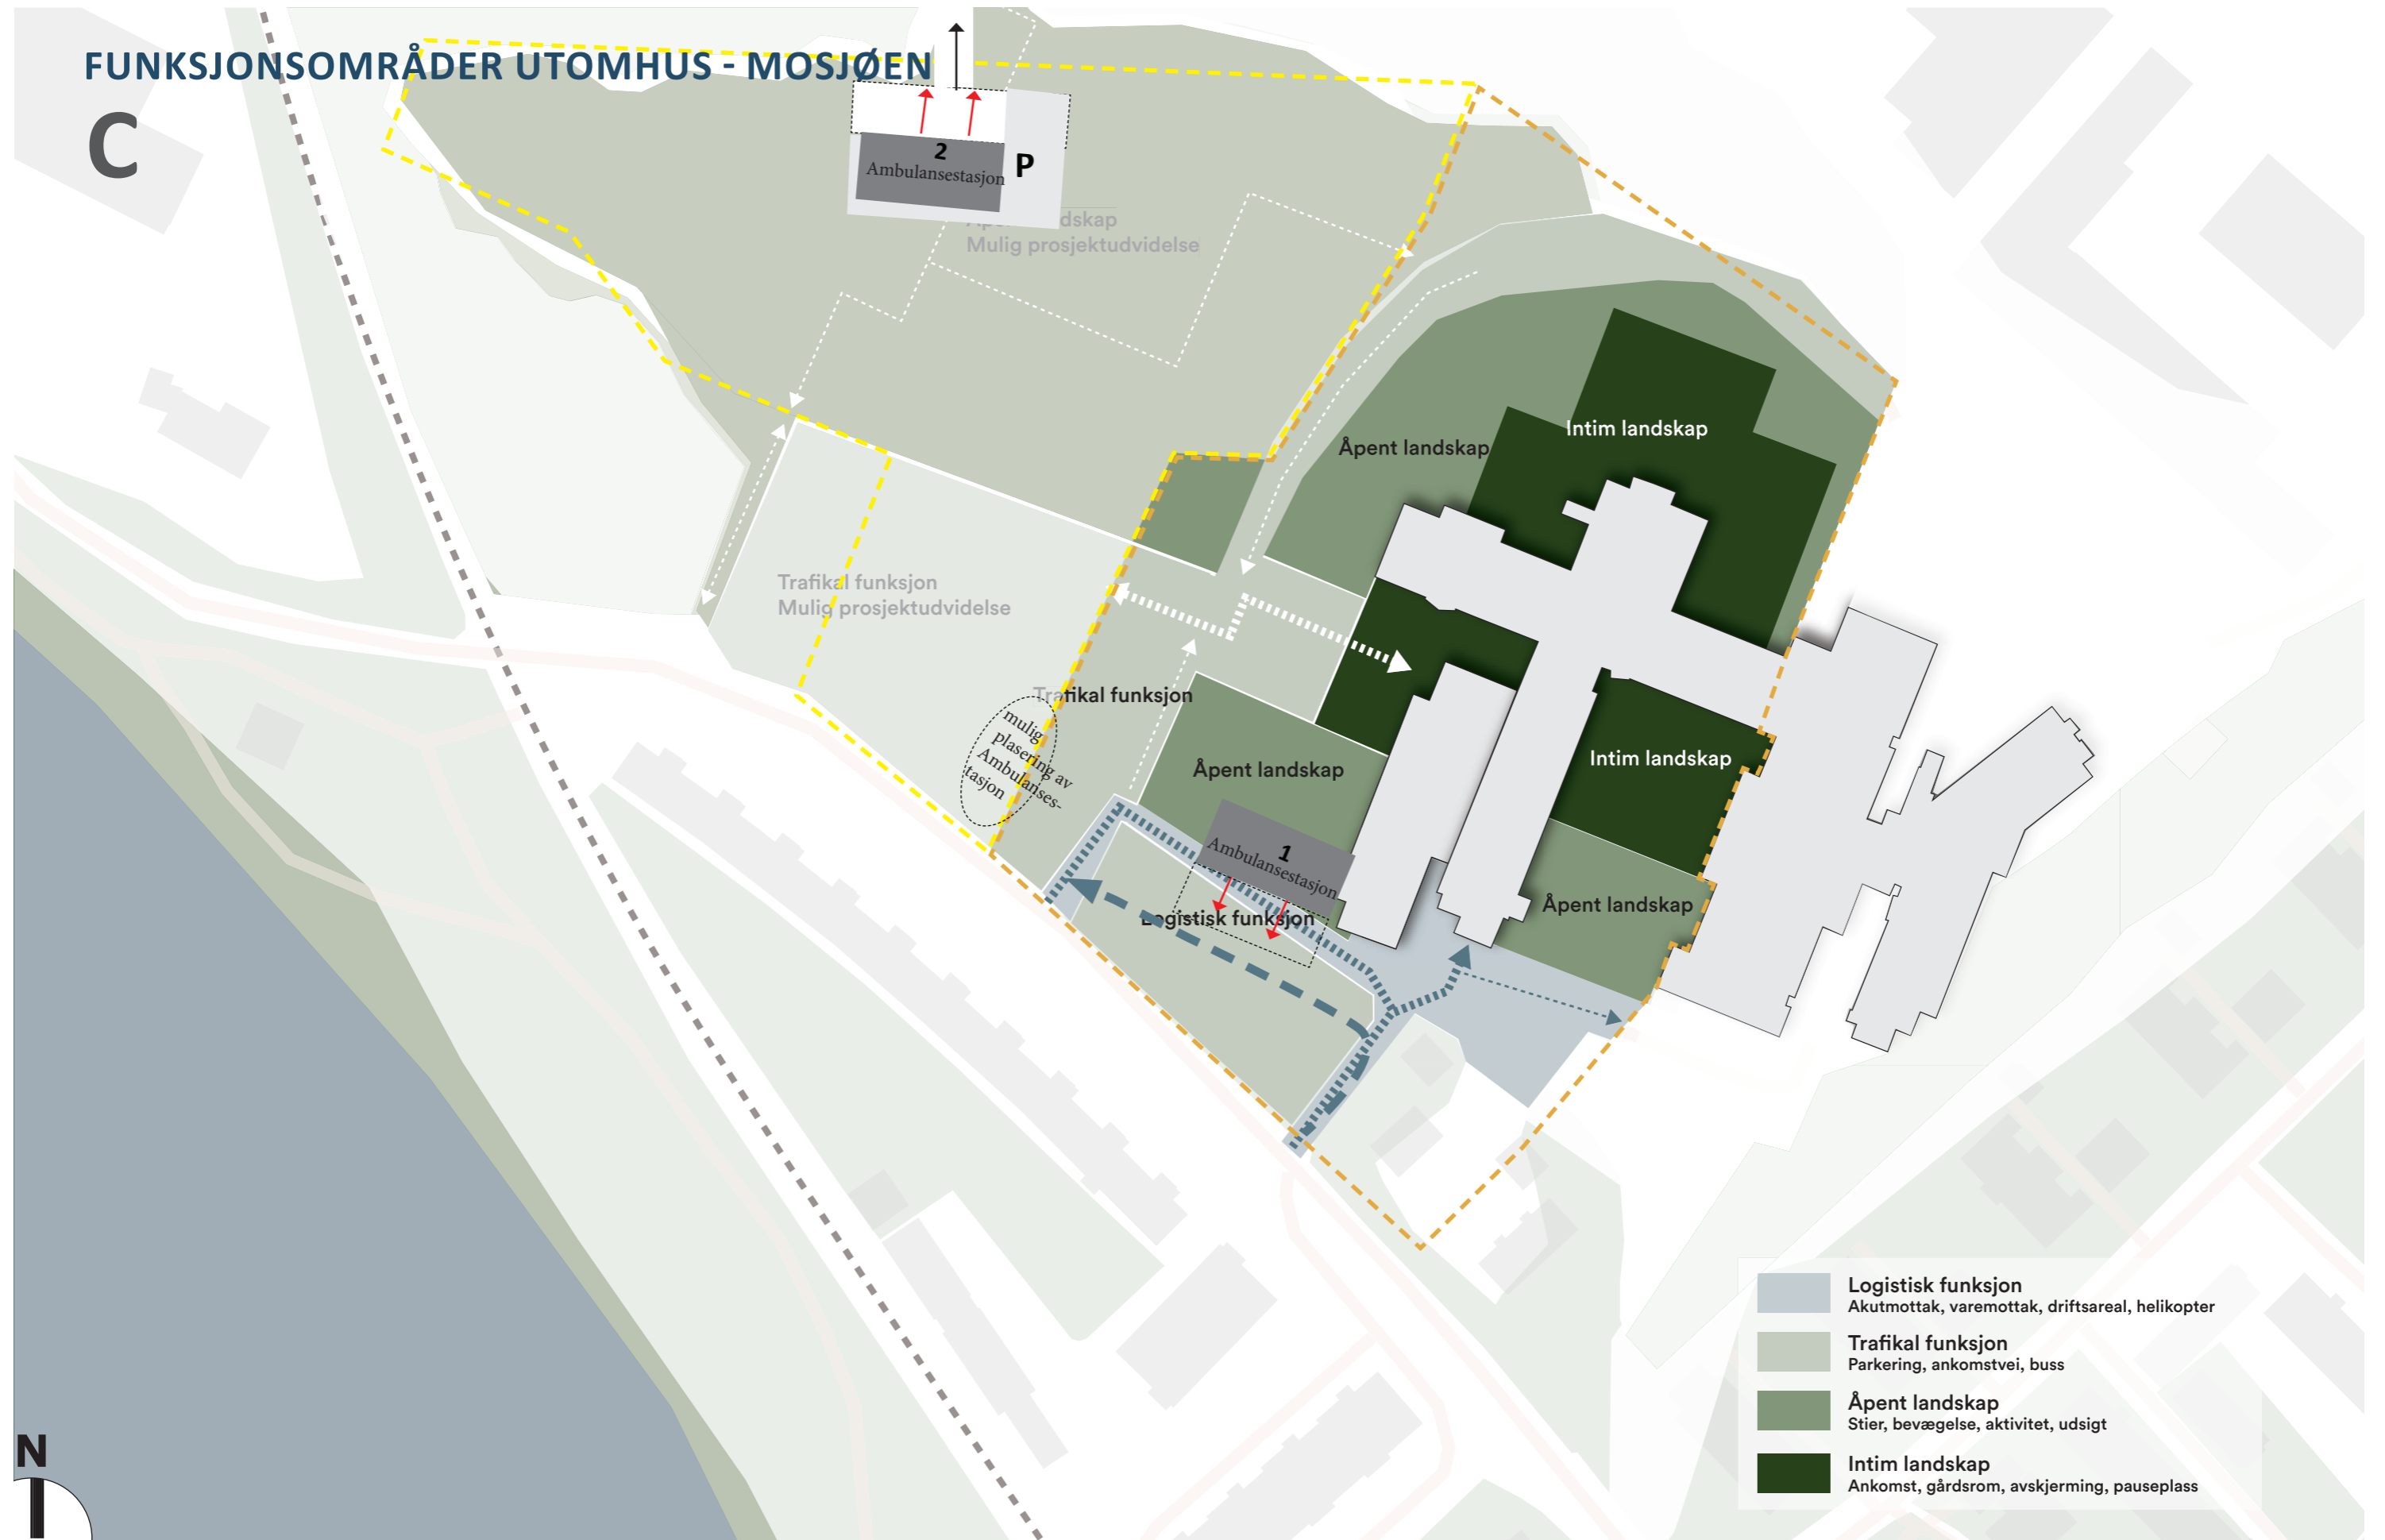 FUNKSJONSOMRÅDER UTOMHUS - MOSJØEN
C
2
Ambulansestasjon
P
Mulig prosjektudvidelse
Åpent landskap
Intim landskap
Trafikal funksjon
Mulig prosjektudvidelse
Trafikal funksjon
mulig
plasering av
Ambulanses-
tasjon
Åpent landskap
Intim landskap
1
Ambulansestasjon
Logistisk funksjon
Åpent landskap
Logistisk funksjon
Akutmottak, varemottak, driftsareal, helikopter
Trafikal funksjon
Parkering, ankomstvei, buss
Åpent landskap
Stier, bevægelse, aktivitet, udsigt
Intim landskap
Ankomst, gårdsrom, avskjerming, pauseplass
N